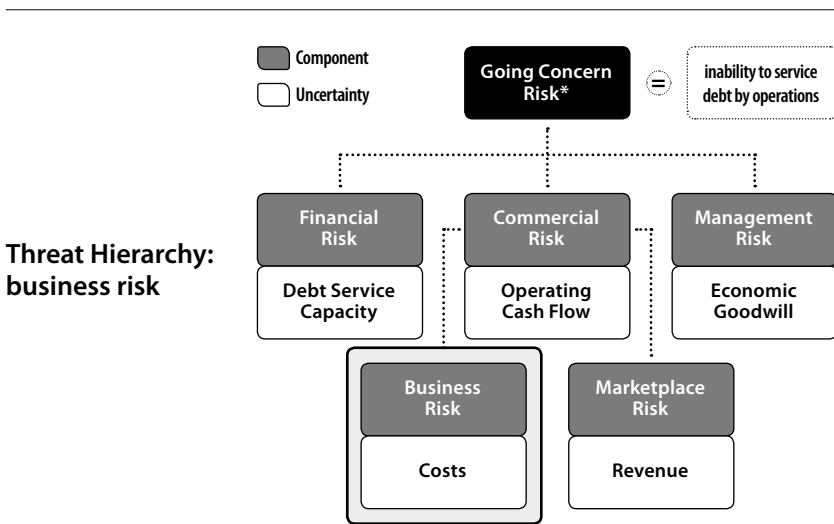 Component
Uncertainty
Going Concern
Risk*
=
inability to service
debt by operations
Threat Hierarchy:
business risk
Financial
Risk
Debt Service
Capacity
Commercial
Risk
Operating
Cash Flow
Management
Risk
Economic
Goodwill
Business
Risk
Costs
Marketplace
Risk
Revenue